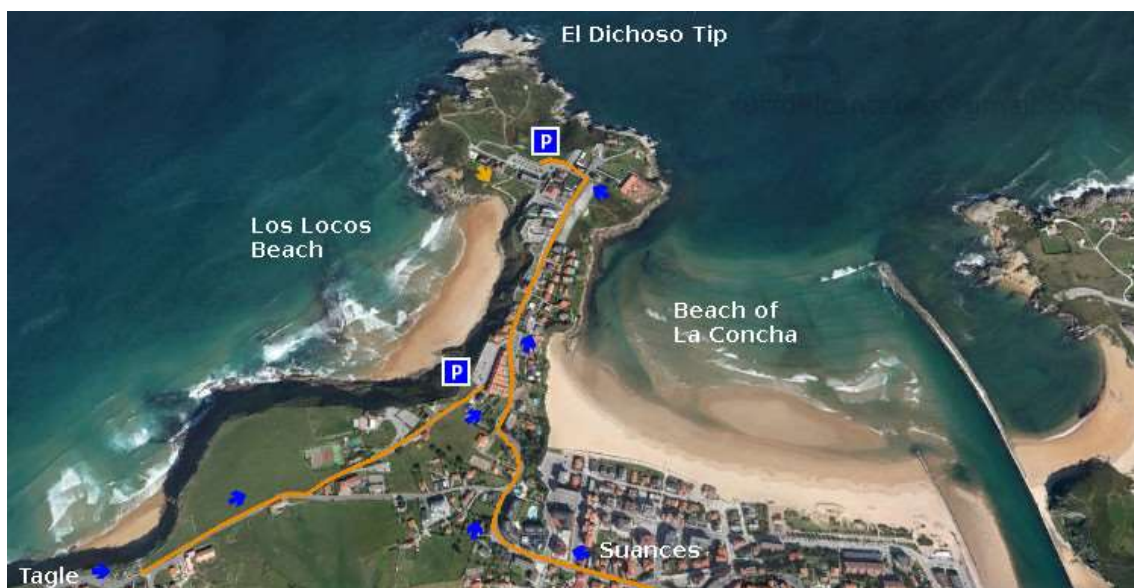 El Dichoso Tip
P
Los Locos
Beach
Beach of
La Concha
P
Suances
Tagle